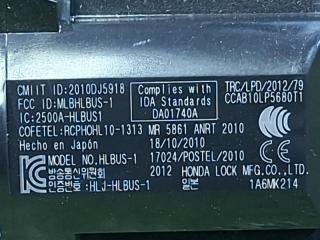 CMIIT ID:2010DJ5918
FCC ID:MLBHLBUS-1
IC:2500A-HLBUS1
Complies with
IDA Standards
DA01740A
TRC/LPD/2012/79
CCAB10LP5680T1
COFETEL:RCPHOHL10-1313 MR 5861 ANRT 2010
Hecho en Japón 18/10/2010
MODEL NO.HLBUS-1 17024/POSTEL/2010
방송통신위원회 2012 HONDA LOCK MFG.CO.,LTD.
인증번호:HLJ-HLBUS-1 일본 1A6MK214